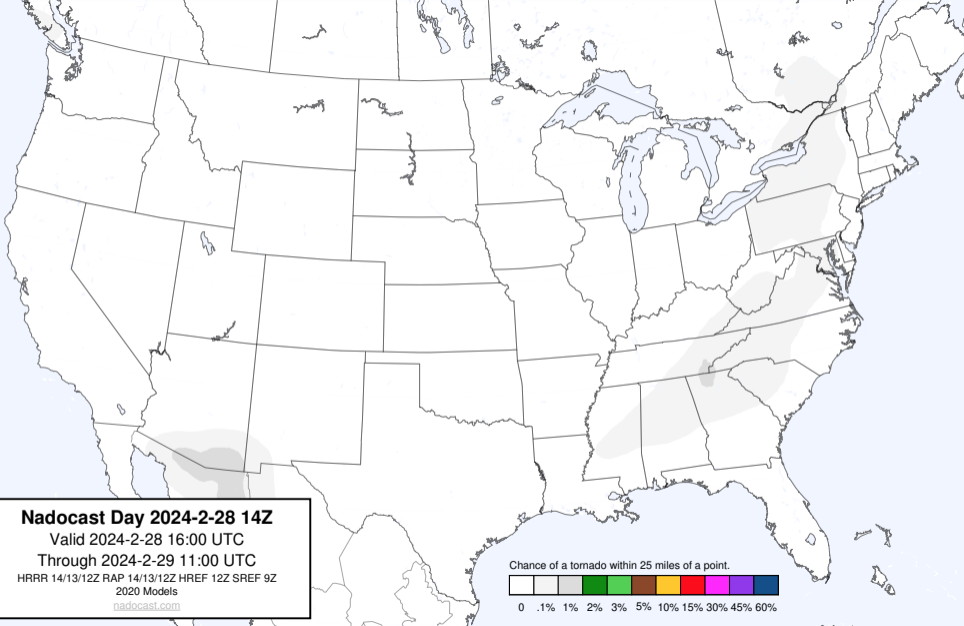 Nadocast Day 2024-2-28 14Z
Valid 2024-2-28 16:00 UTC
Through 2024-2-29 11:00 UTC
HRRR 14/13/12Z RAP 14/13/12Z HREF 12Z SREF 9Z
2020 Models
nadocast.com
Chance of a tornado within 25 miles of a point.
0 .1% 1% 2% 3% 5% 10% 15% 30% 45% 60%